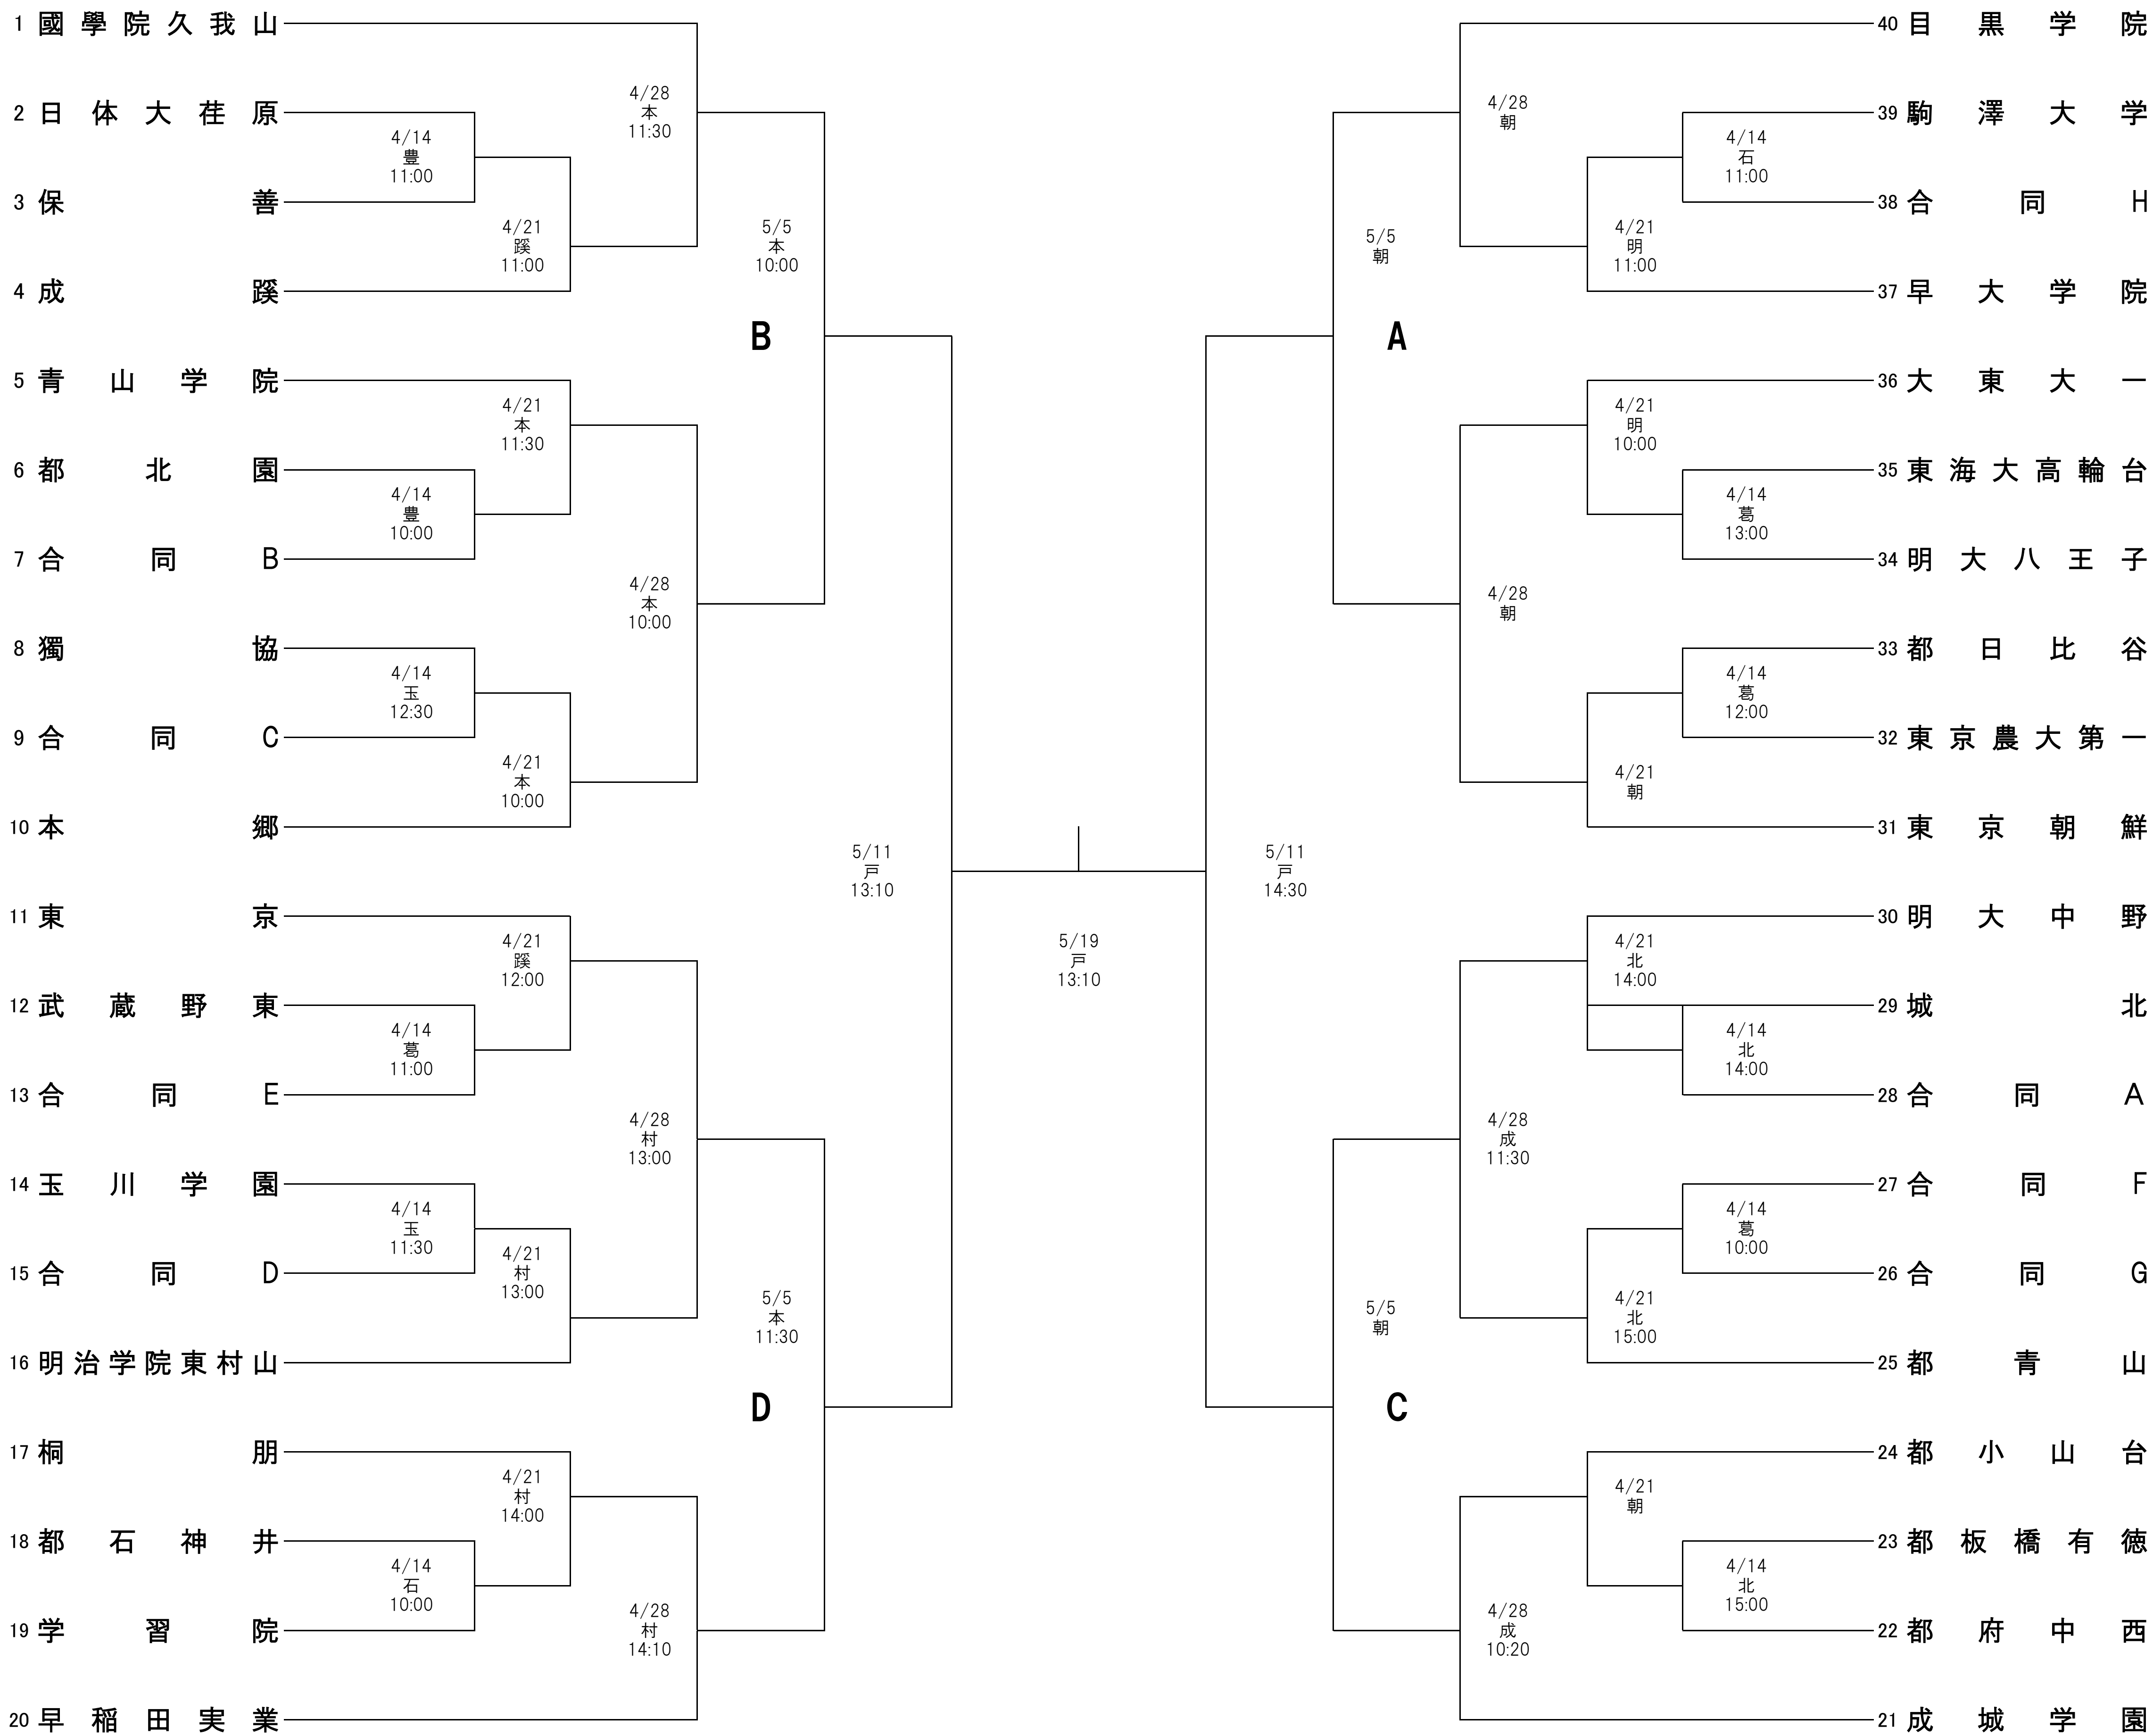 1 國學院久我山
4/28
本
11:30
2 日体大荏原
4/14
豊
11:00
3 保善
4/21
蹊
11:00
5/5
本
10:00
4 成蹊
B
5 青山学院
4/21
本
11:30
6 都北園
4/14
豊
10:00
7 合同B
4/28
本
10:00
8 獨協
4/14
玉
12:30
9 合同C
4/21
本
10:00
10 本郷
5/11
戸
13:10
11 東京
4/21
蹊
12:00
12 武蔵野東
4/14
葛
11:00
13 合同E
4/28
村
13:00
14 玉川学園
4/14
玉
11:30
15 合同D
4/21
村
13:00
5/5
本
11:30
16 明治学院東村山
D
17 桐朋
4/21
村
14:00
18 都石神井
4/14
石
10:00
19 学習院
4/28
村
14:10
20 早稲田実業
5/19
戸
13:10
40 目黒学院
4/28
朝
39 駒澤大学
4/14
石
11:00
38 合同H
4/21
明
11:00
5/5
朝
37 早大学院
A
36 大東大一
4/21
明
10:00
35 東海大高輪台
4/14
葛
13:00
34 明大八王子
4/28
朝
33 都日比谷
4/14
葛
12:00
32 東京農大第一
4/21
朝
31 東京朝鮮
5/11
戸
14:30
30 明大中野
4/21
北
14:00
29 城北
4/14
北
14:00
28 合同A
4/28
成
11:30
27 合同F
4/14
葛
10:00
26 合同G
4/21
北
15:00
5/5
朝
25 都青山
C
24 都小山台
4/21
朝
23 都板橋有徳
4/14
北
15:00
22 都府中西
4/28
成
10:20
21 成城学園